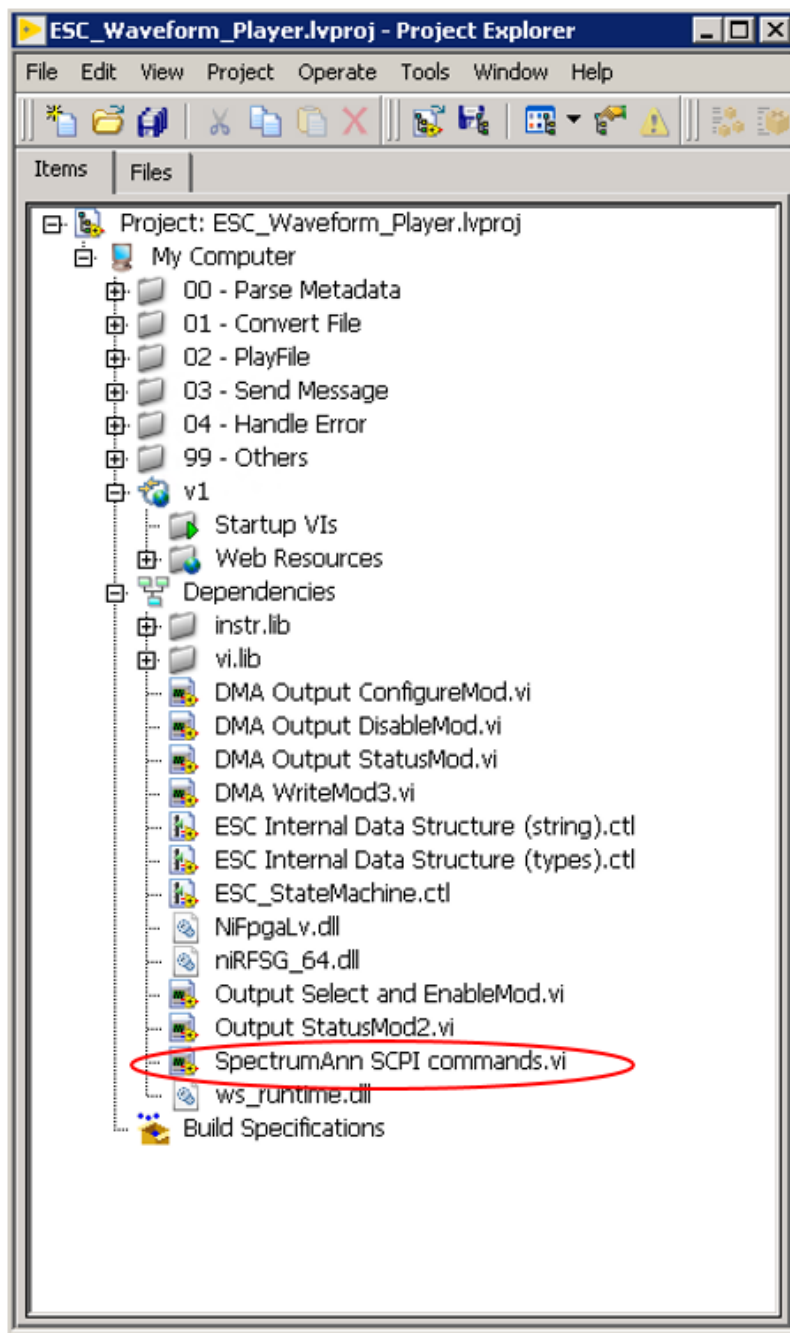 ESC_Waveform_Player.lvproj - Project Explorer
File Edit View Project Operate Tools Window Help
Items Files
Project: ESC_Waveform_Player.lvproj
My Computer
00 - Parse Metadata
01 - Convert File
02 - PlayFile
03 - Send Message
04 - Handle Error
99 - Others
v1
Startup VIs
Web Resources
Dependencies
instr.lib
vi.lib
DMA Output ConfigureMod.vi
DMA Output DisableMod.vi
DMA Output StatusMod.vi
DMA WriteMod3.vi
ESC Internal Data Structure (string).ctl
ESC Internal Data Structure (types).ctl
ESC_StateMachine.ctl
NiFpgaLv.dll
niRFSG_64.dll
Output Select and EnableMod.vi
Output StatusMod2.vi
SpectrumAnn SCPI commands.vi
ws_runtime.dll
Build Specifications